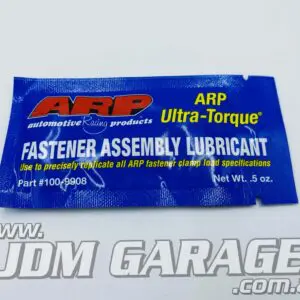 ARP
automotive Racing products
ARP
Ultra-Torque®
FASTENER ASSEMBLY LUBRICANT
Use to precisely replicate all ARP fastener clamp load specifications
Part #100-9908
Net Wt. .5 oz.
www.
JDM GARAGE
.com.a